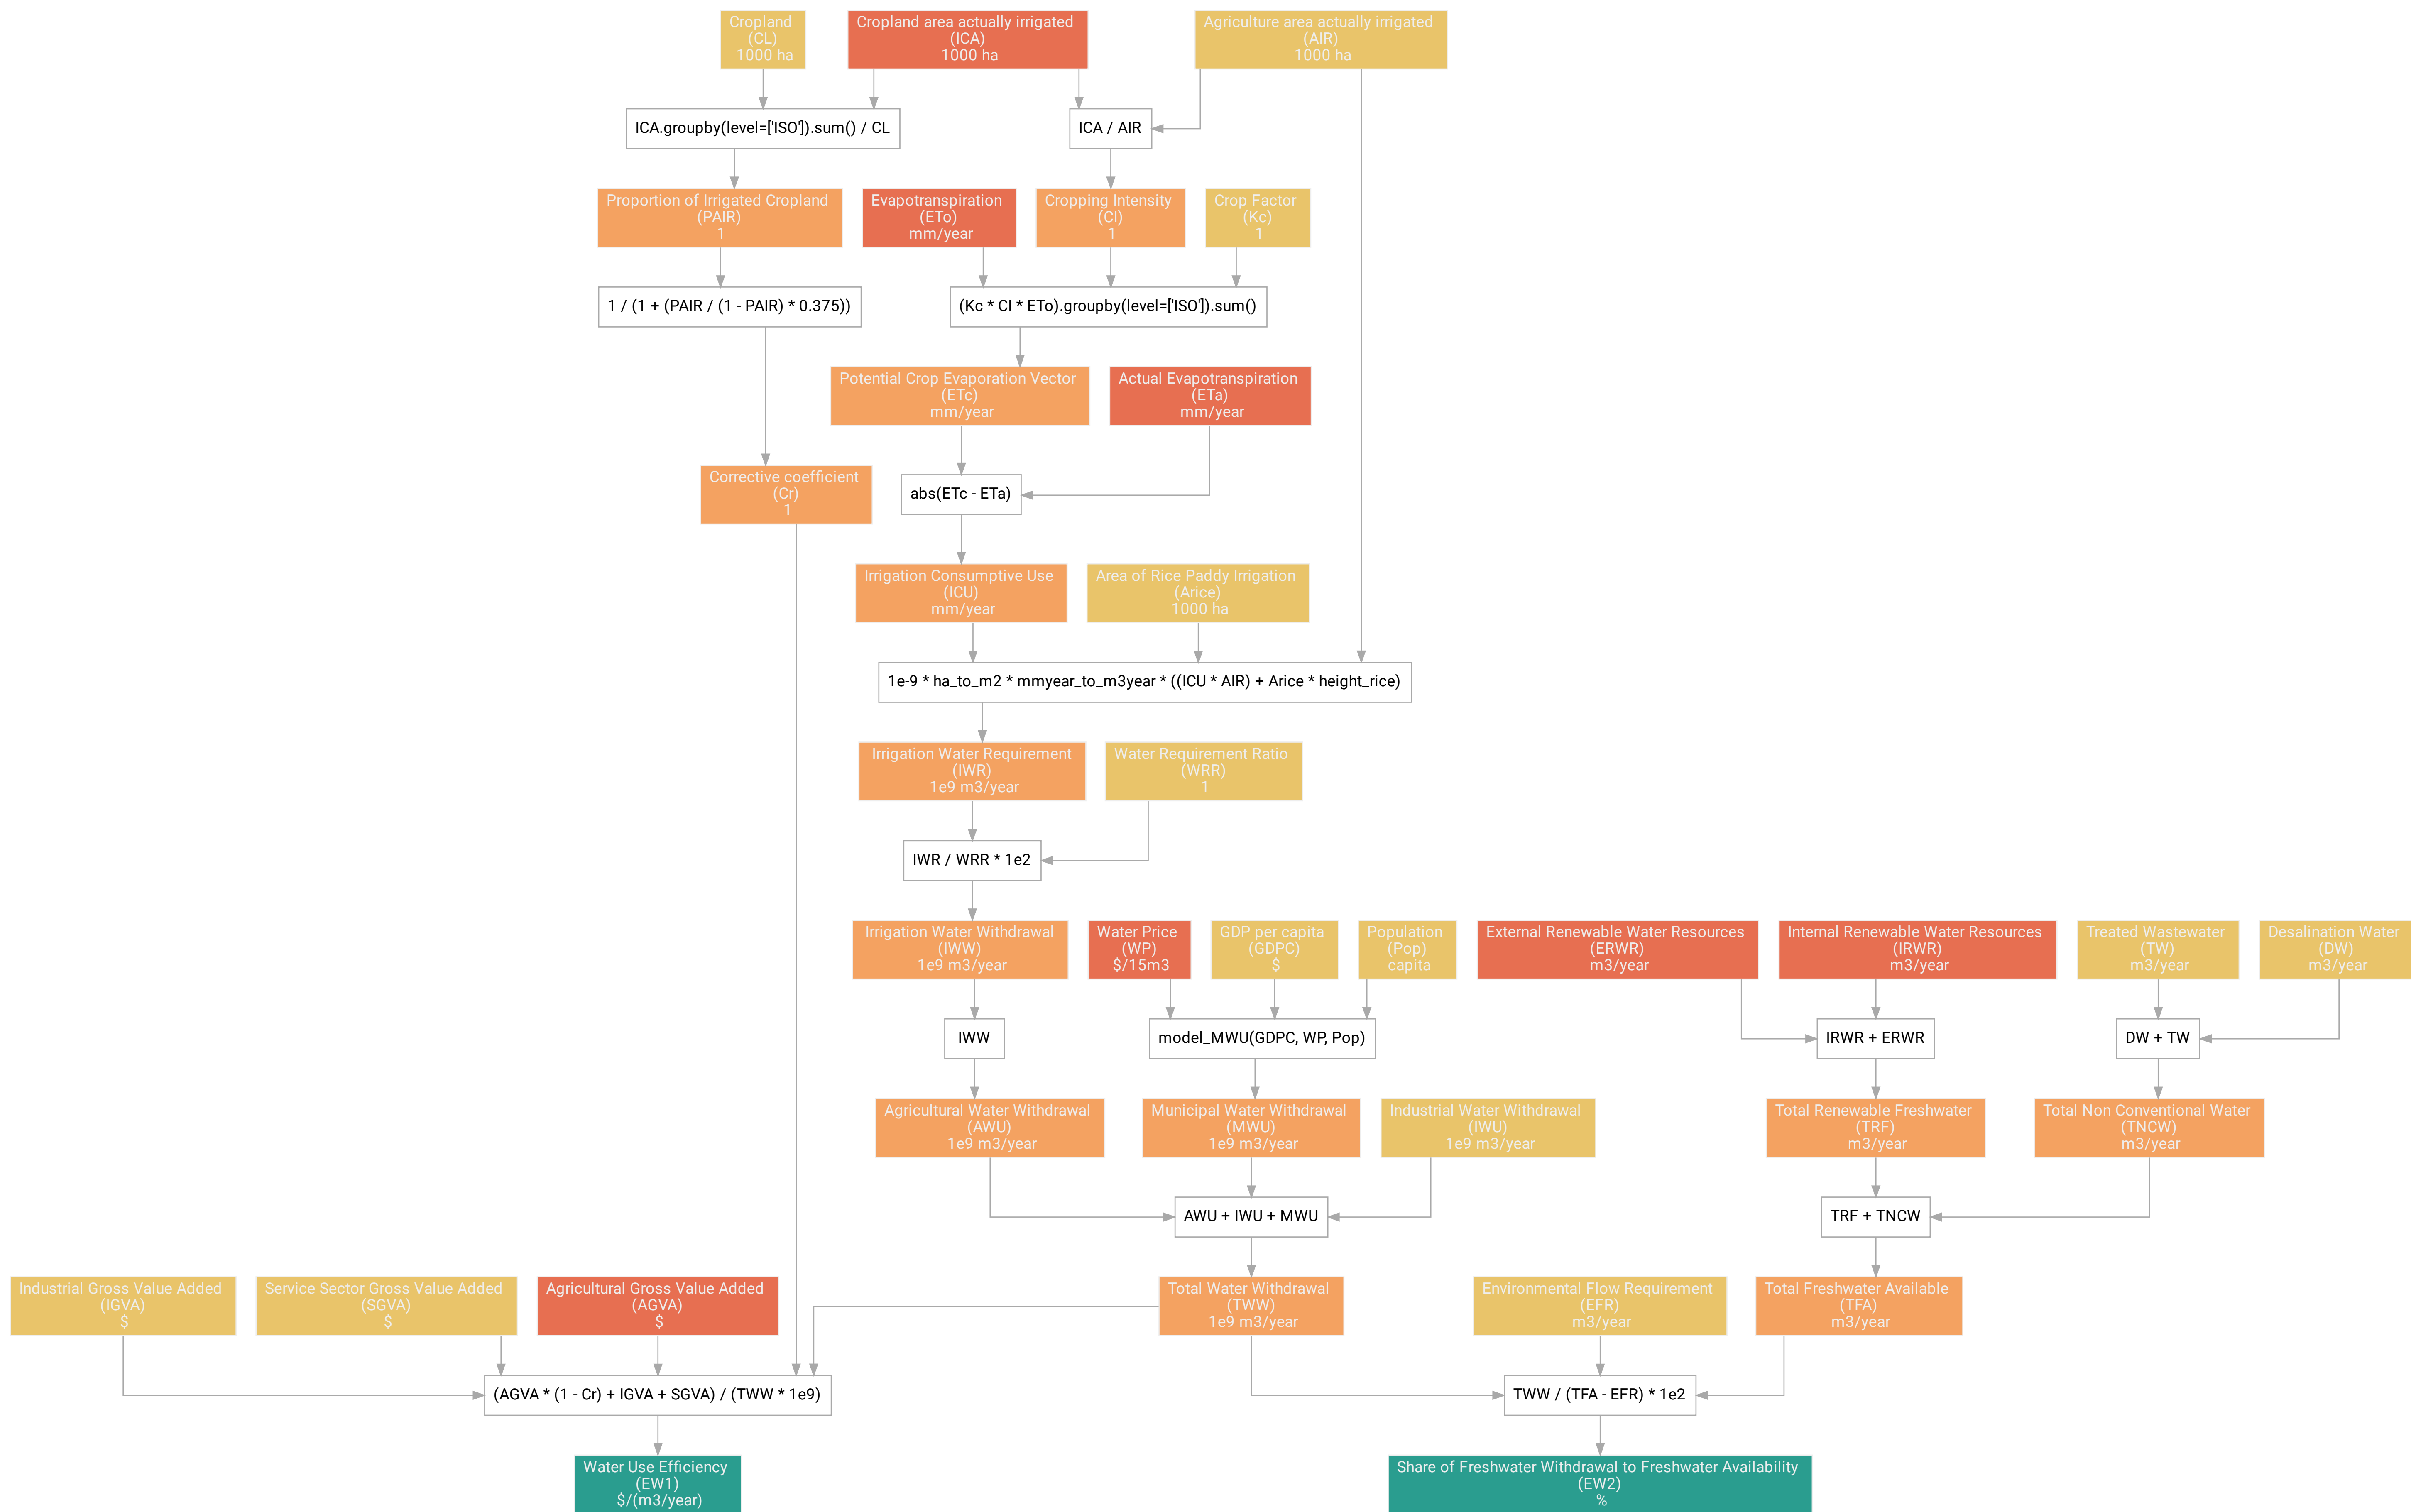 Cropland
(CL)
1000 ha
Cropland area actually irrigated
(ICA)
1000 ha
Agriculture area actually irrigated
(AIR)
1000 ha
ICA.groupby(level=['ISO']).sum() / CL
ICA / AIR
Proportion of Irrigated Cropland
(PAIR)
1
Evapotranspiration
(ETo)
mm/year
Cropping Intensity
(CI)
1
Crop Factor
(Kc)
1
1 / (1 + (PAIR / (1 - PAIR) * 0.375))
(Kc * CI * ETo).groupby(level=['ISO']).sum()
Potential Crop Evaporation Vector
(ETc)
mm/year
Actual Evapotranspiration
(ETa)
mm/year
Corrective coefficient
(Cr)
1
abs(ETc - ETa)
Irrigation Consumptive Use
(ICU)
mm/year
Area of Rice Paddy Irrigation
(Arice)
1000 ha
1e-9 * ha_to_m2 * mmyear_to_m3year * ((ICU * AIR) + Arice * height_rice)
Irrigation Water Requirement
(IWR)
1e9 m3/year
Water Requirement Ratio
(WRR)
1
IWR / WRR * 1e2
Irrigation Water Withdrawal
(IWW)
1e9 m3/year
Water Price
(WP)
$/15m3
GDP per capita
(GDPC)
$
Population
(Pop)
capita
External Renewable Water Resources
(ERWR)
m3/year
Internal Renewable Water Resources
(IRWR)
m3/year
Treated Wastewater
(TW)
m3/year
Desalination Water
(DW)
m3/year
IWW
model_MWU(GDPC, WP, Pop)
IRWR + ERWR
DW + TW
Agricultural Water Withdrawal
(AWU)
1e9 m3/year
Municipal Water Withdrawal
(MWU)
1e9 m3/year
Industrial Water Withdrawal
(IWU)
1e9 m3/year
Total Renewable Freshwater
(TRF)
m3/year
Total Non Conventional Water
(TNCW)
m3/year
AWU + IWU + MWU
TRF + TNCW
Industrial Gross Value Added
(IGVA)
$
Service Sector Gross Value Added
(SGVA)
$
Agricultural Gross Value Added
(AGVA)
$
Total Water Withdrawal
(TWW)
1e9 m3/year
Environmental Flow Requirement
(EFR)
m3/year
Total Freshwater Available
(TFA)
m3/year
(AGVA * (1 - Cr) + IGVA + SGVA) / (TWW * 1e9)
TWW / (TFA - EFR) * 1e2
Water Use Efficiency
(EW1)
$/(m3/year)
Share of Freshwater Withdrawal to Freshwater Availability
(EW2)
%